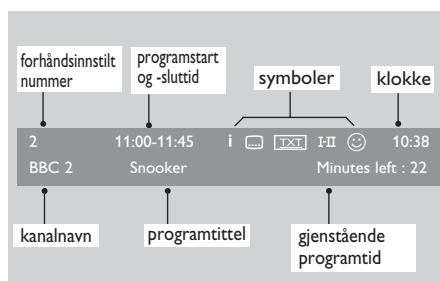 forhåndsinnstilt
nummer
programstart
og -sluttid
symboler
klokke
2 11:00-11:45 i .... TXT I-II 10:38
BBC 2 Snooker Minutes left : 22
kanalnavn
programtittel
gjenstående
programtid